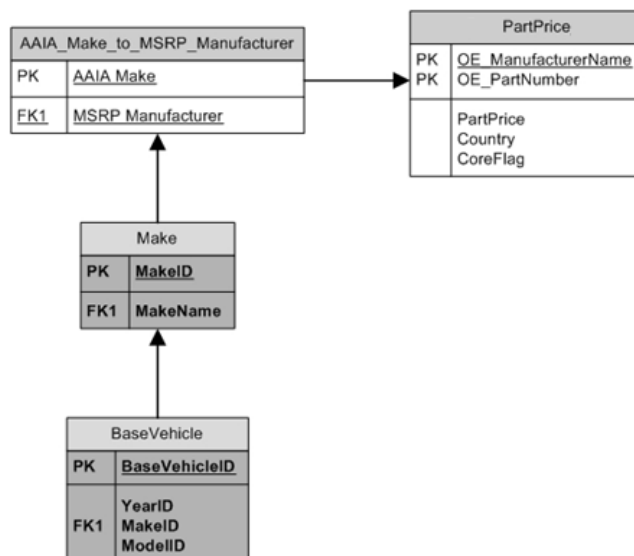 AAIA_Make_to_MSRP_Manufacturer
PK AAIA Make
FK1 MSRP Manufacturer
PartPrice
PK OE_ManufacturerName
PK OE_PartNumber
PartPrice
Country
CoreFlag
Make
PK MakeID
FK1 MakeName
BaseVehicle
PK BaseVehicleID
YearID
FK1 MakeID
ModelID